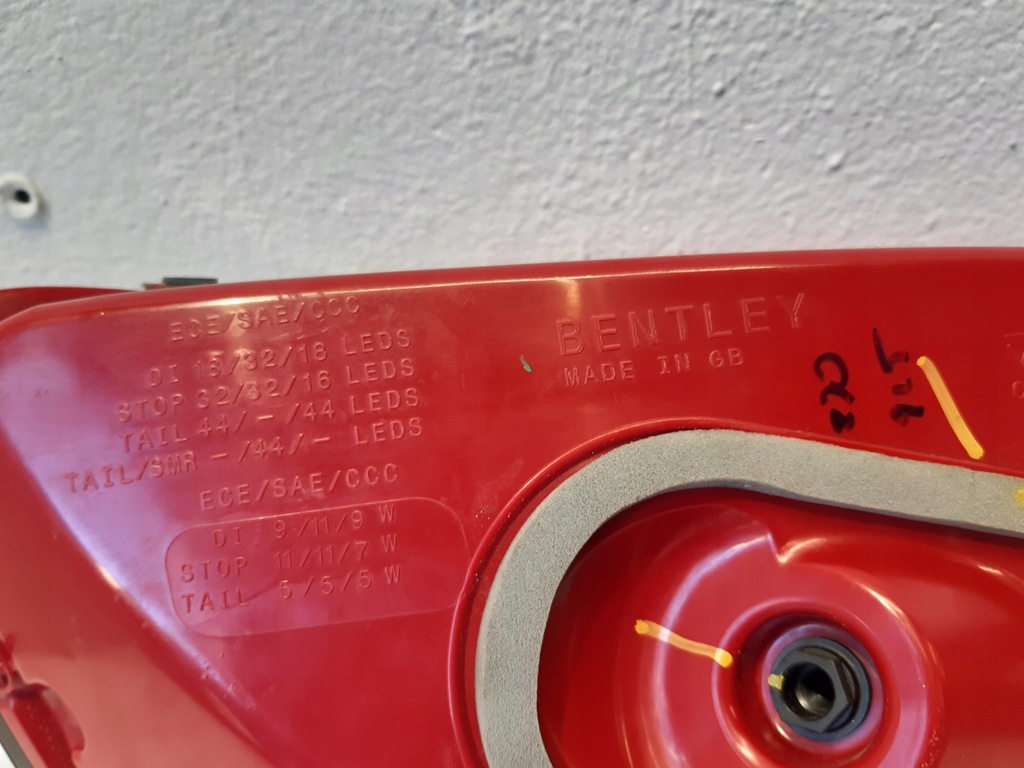 ECE/SAE/CCC
DI 18/32/18 LEDS
STOP 32/32/16 LEDS
TAIL 44/-/44 LEDS
TAIL/SMR -/44/- LEDS
ECE/SAE/CCC
DI 9/11/9 W
STOP 11/11/7 W
TAIL 5/5/5 W
BENTLEY
MADE IN GB